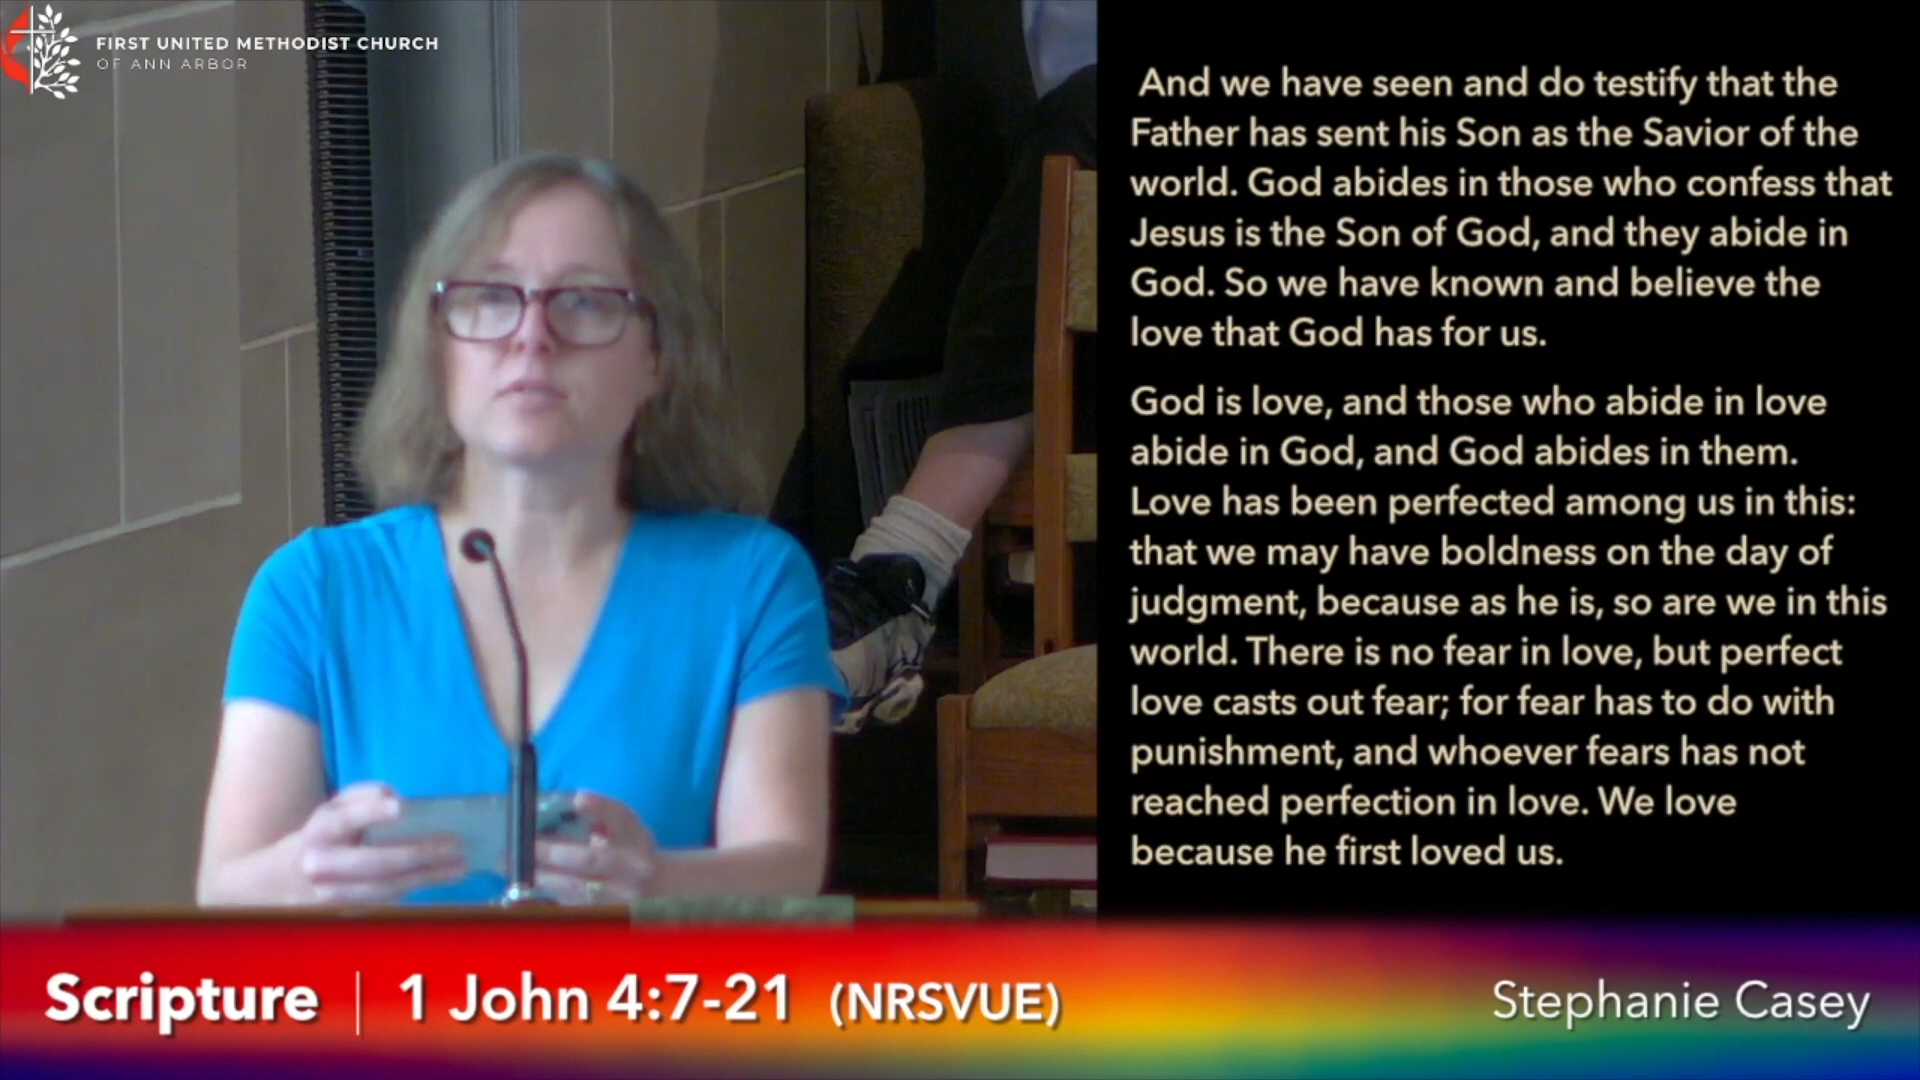 FIRST UNITED METHODIST CHURCH
OF ANN ARBOR
And we have seen and do testify that the
Father has sent his Son as the Savior of the
world. God abides in those who confess that
Jesus is the Son of God, and they abide in
God. So we have known and believe the
love that God has for us.
God is love, and those who abide in love
abide in God, and God abides in them.
Love has been perfected among us in this:
that we may have boldness on the day of
judgment, because as he is, so are we in this
world. There is no fear in love, but perfect
love casts out fear; for fear has to do with
punishment, and whoever fears has not
reached perfection in love. We love
because he first loved us.
Scripture | 1 John 4:7-21 (NRSVUE)
Stephanie Casey